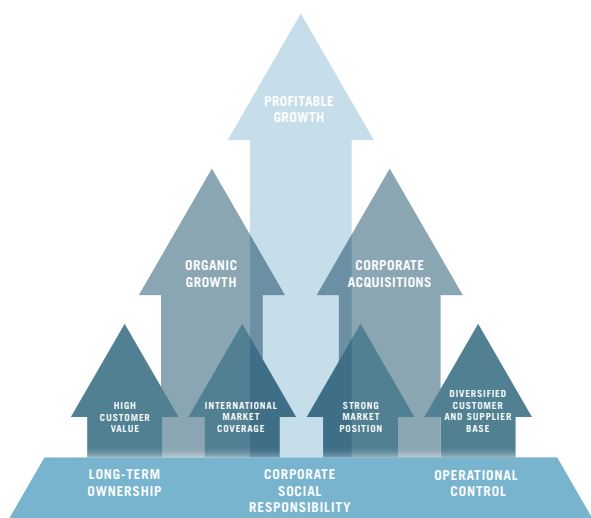 PROFITABLE
GROWTH
ORGANIC
GROWTH
CORPORATE
ACQUISITIONS
HIGH
CUSTOMER
VALUE
INTERNATIONAL
MARKET
COVERAGE
STRONG
MARKET
POSITION
DIVERSIFIED
CUSTOMER
AND SUPPLIER
BASE
LONG-TERM
OWNERSHIP
CORPORATE
SOCIAL
RESPONSIBILITY
OPERATIONAL
CONTROL